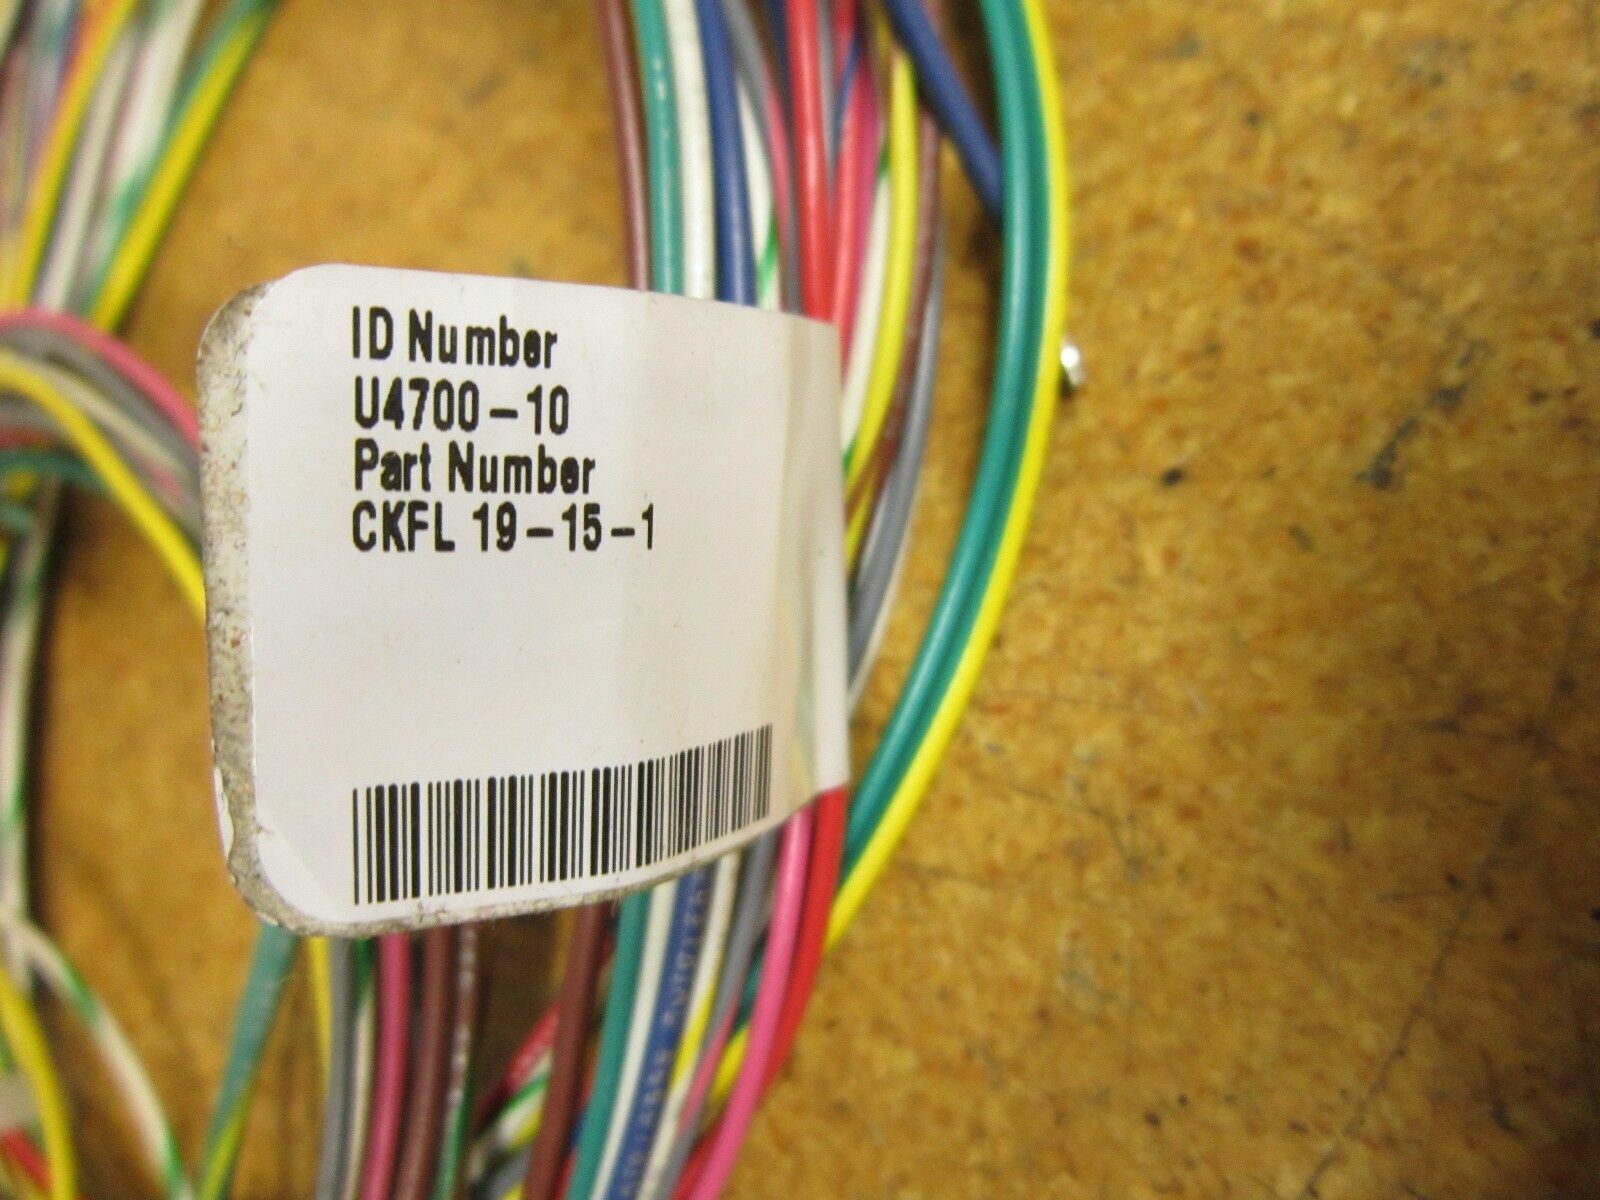 ID Number
U4700-10
Part Number
CKFL 19-15-1